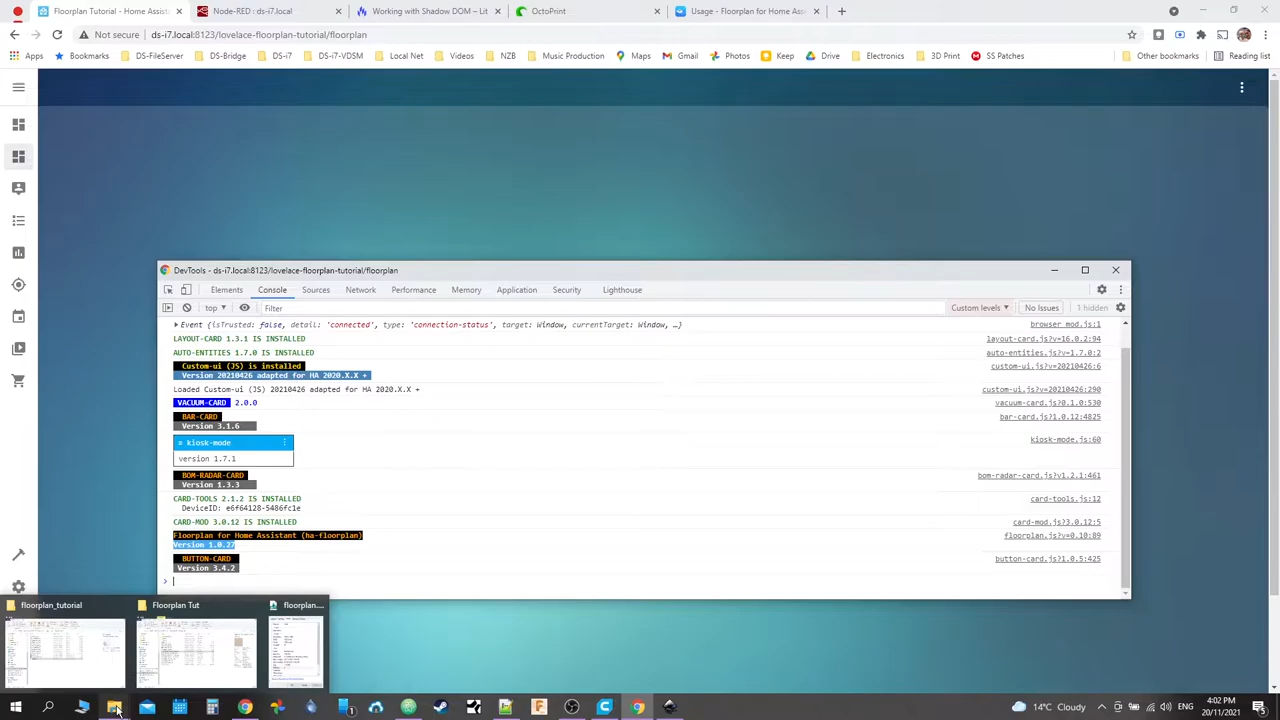 Floorplan Tutorial - Home Assist
Node-RED : ds-i7.local
Working with Shadow DOM –
OctoPrint
Usage - Floorplan for Home Ass
Not secure
ds-i7.local:8123/lovelace-floorplan-tutorial/floorplan
Apps
Bookmarks
DS-FileServer
DS-Bridge
DS-i7
DS-i7-VDSM
Local Net
Videos
NZB
Music Production
Maps
Gmail
Photos
Keep
Drive
Electronics
3D Print
SS Patches
Other bookmarks
Reading list
DevTools - ds-i7.local:8123/lovelace-floorplan-tutorial/floorplan
Elements
Console
Sources
Network
Performance
Memory
Application
Security
Lighthouse
top
Filter
Custom levels
No Issues
1 hidden
Event {isTrusted: false, detail: 'connected', type: 'connection-status', target: Window, currentTarget: Window, …}
browser mod.js:1
LAYOUT-CARD 1.3.1 IS INSTALLED
layout-card.js?v=16.0.2:94
AUTO-ENTITIES 1.7.0 IS INSTALLED
auto-entities.js?v=1.7.0:2
Custom-ui (JS) is installed
custom-ui.js?v=20210426:6
Version 20210426 adapted for HA 2020.X.X +
Loaded Custom-ui (JS) 20210426 adapted for HA 2020.X.X +
custom-ui.js?v=20210426:290
VACUUM-CARD 2.0.0
vacuum-card.js?0.1.0:530
BAR-CARD
bar-card.js?1.0.12:4825
Version 3.1.6
≡ kiosk-mode
kiosk-mode.js:60
version 1.7.1
BOM-RADAR-CARD
bom-radar-card.js?v1.2.1:461
Version 1.3.3
CARD-TOOLS 2.1.2 IS INSTALLED
card-tools.js:12
DeviceID: e6f64128-5486fc1e
CARD-MOD 3.0.12 IS INSTALLED
card-mod.js?3.0.12:5
Floorplan for Home Assistant (ha-floorplan)
floorplan.js?v=0.10:89
Version 1.0.27
BUTTON-CARD
button-card.js?1.0.5:425
Version 3.4.2
floorplan_tutorial
Floorplan Tut
floorplan....
14°C Cloudy
ENG
4:02 PM
20/11/2021